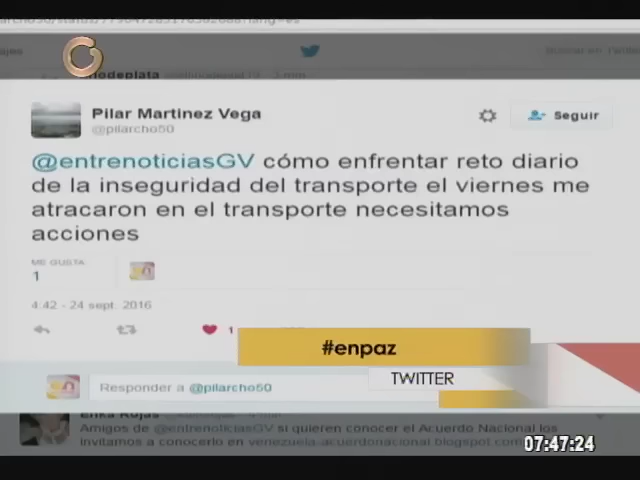 Pilar Martinez Vega
@pilarcho50
Seguir
@entrenoticiasGV cómo enfrentar reto diario
de la inseguridad del transporte el viernes me
atracaron en el transporte necesitamos
acciones
ME GUSTA
1
4:42 - 24 sept. 2016
1
#enpaz
TWITTER
Responder a @pilarcho50
Erika Rojas
Amigos de @entrenoticiasGV si quieren conocer el Acuerdo Nacional los
invitamos a conocerlo en venezuela.acuerdonacional.blogspot.com
07:47:24